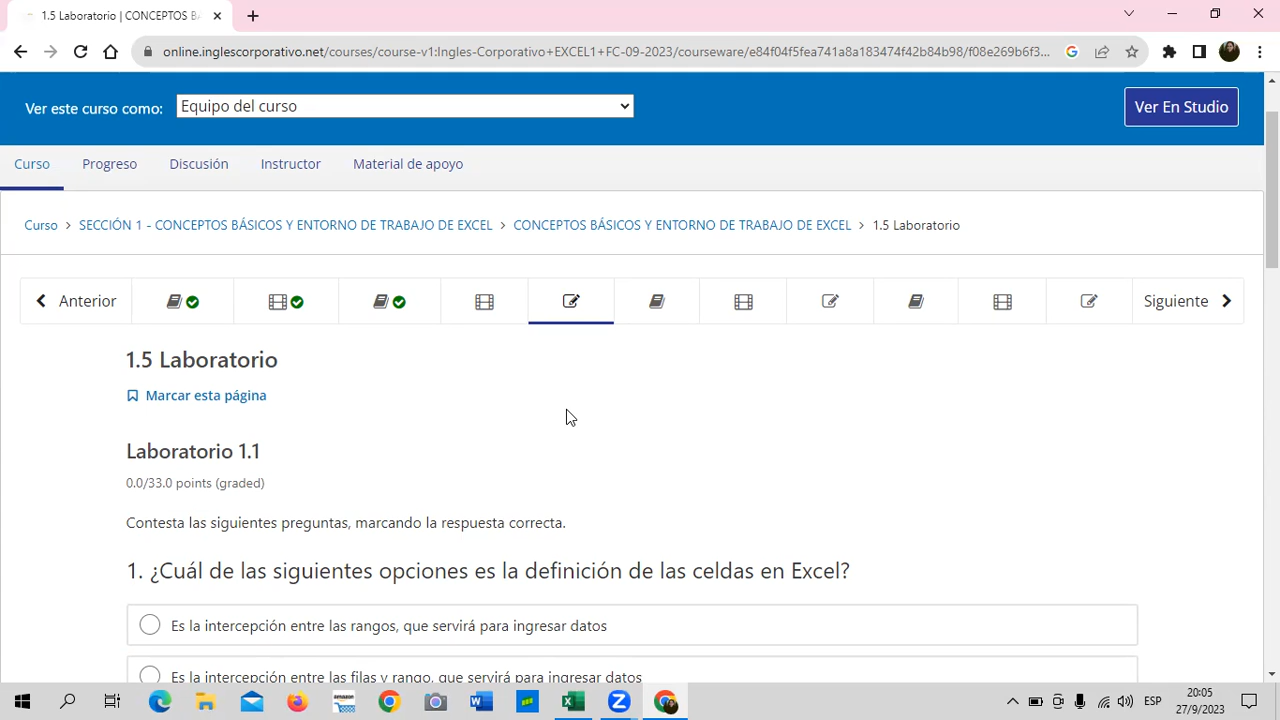 1.5 Laboratorio | CONCEPTOS BÁ
online.inglescorporativo.net/courses/course-v1:Ingles-Corporativo+EXCEL1+FC-09-2023/courseware/e84f04f5fea741a8a183474f42b84b98/f08e269b6f3...
Ver este curso como: Equipo del curso Ver En Studio
Curso Progreso Discusión Instructor Material de apoyo
Curso > SECCIÓN 1 - CONCEPTOS BÁSICOS Y ENTORNO DE TRABAJO DE EXCEL > CONCEPTOS BÁSICOS Y ENTORNO DE TRABAJO DE EXCEL > 1.5 Laboratorio
Anterior Siguiente
1.5 Laboratorio
Marcar esta página
Laboratorio 1.1
0.0/33.0 points (graded)
Contesta las siguientes preguntas, marcando la respuesta correcta.
1. ¿Cuál de las siguientes opciones es la definición de las celdas en Excel?
Es la intercepción entre las rangos, que servirá para ingresar datos
Es la intercepción entre las filas y rango, que servirá para ingresar datos
amazon
ESP
20:05
27/9/2023